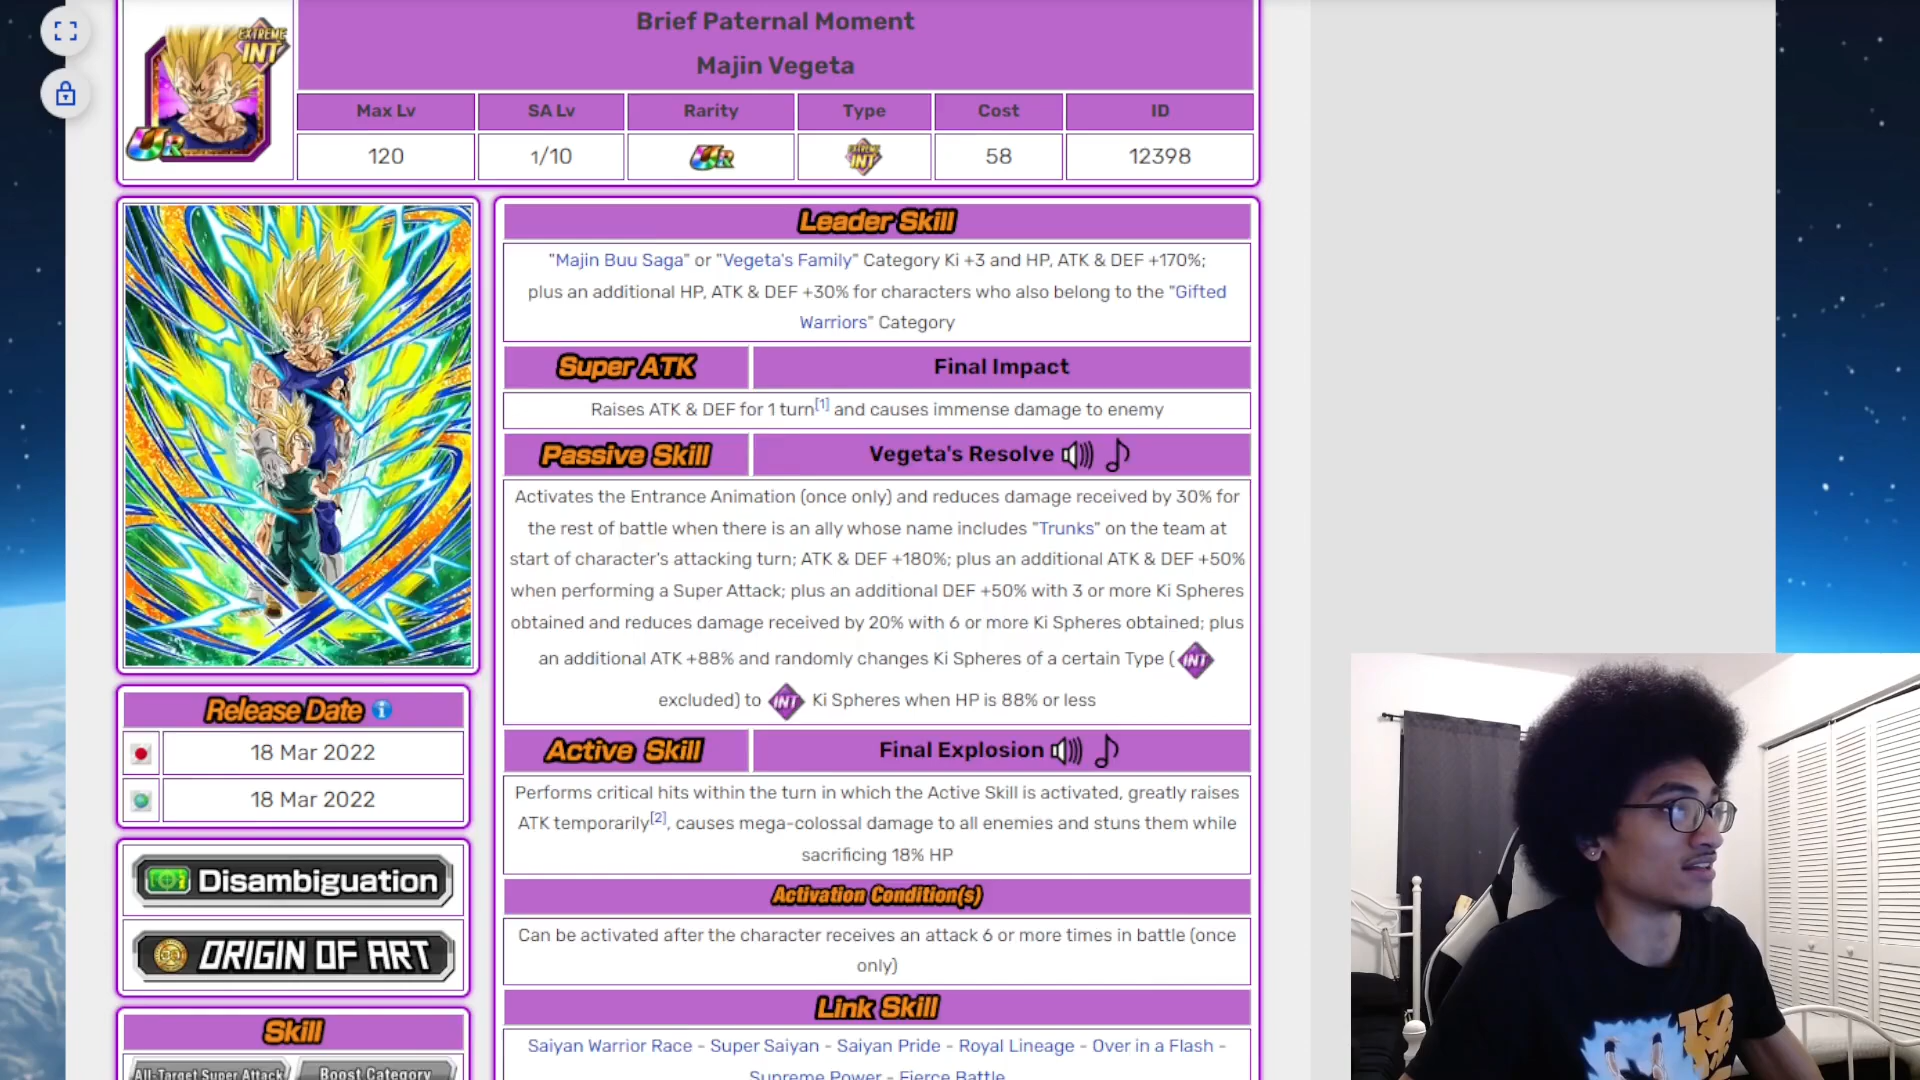 Brief Paternal Moment
Majin Vegeta
EXTREME
INT
UR
Max Lv
SA Lv
Rarity
Type
Cost
ID
120
1/10
UR
EXTREME
INT
58
12398
Leader Skill
"Majin Buu Saga" or "Vegeta's Family" Category Ki +3 and HP, ATK & DEF +170%;
plus an additional HP, ATK & DEF +30% for characters who also belong to the "Gifted
Warriors" Category
Super ATK
Final Impact
Raises ATK & DEF for 1 turn[1] and causes immense damage to enemy
Passive Skill
Vegeta's Resolve
Activates the Entrance Animation (once only) and reduces damage received by 30% for
the rest of battle when there is an ally whose name includes "Trunks" on the team at
start of character's attacking turn; ATK & DEF +180%; plus an additional ATK & DEF +50%
when performing a Super Attack; plus an additional DEF +50% with 3 or more Ki Spheres
obtained and reduces damage received by 20% with 6 or more Ki Spheres obtained; plus
an additional ATK +88% and randomly changes Ki Spheres of a certain Type ( INT
excluded) to INT Ki Spheres when HP is 88% or less
Active Skill
Final Explosion
Performs critical hits within the turn in which the Active Skill is activated, greatly raises
ATK temporarily[2], causes mega-colossal damage to all enemies and stuns them while
sacrificing 18% HP
Activation Condition(s)
Can be activated after the character receives an attack 6 or more times in battle (once
only)
Link Skill
Saiyan Warrior Race - Super Saiyan - Saiyan Pride - Royal Lineage - Over in a Flash -
Supreme Power - Fierce Battle
Release Date
18 Mar 2022
18 Mar 2022
Disambiguation
ORIGIN OF ART
Skill
All-Target Super Attack
Boost Category